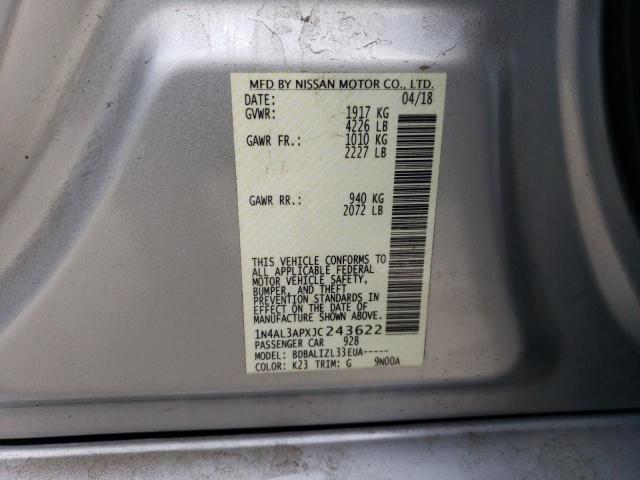 MFD BY NISSAN MOTOR CO., LTD.
DATE: 04/18
GVWR: 1917 KG
4226 LB
GAWR FR.: 1010 KG
2227 LB
GAWR RR.: 940 KG
2072 LB
THIS VEHICLE CONFORMS TO
ALL APPLICABLE FEDERAL
MOTOR VEHICLE SAFETY,
BUMPER, AND THEFT
PREVENTION STANDARDS IN
EFFECT ON THE DATE OF
MANUFACTURE SHOWN ABOVE.
1N4AL3APXJC243622
PASSENGER CAR 928
MODEL: BDBALIZL33EUA-----
COLOR: K23 TRIM: G 9N00A